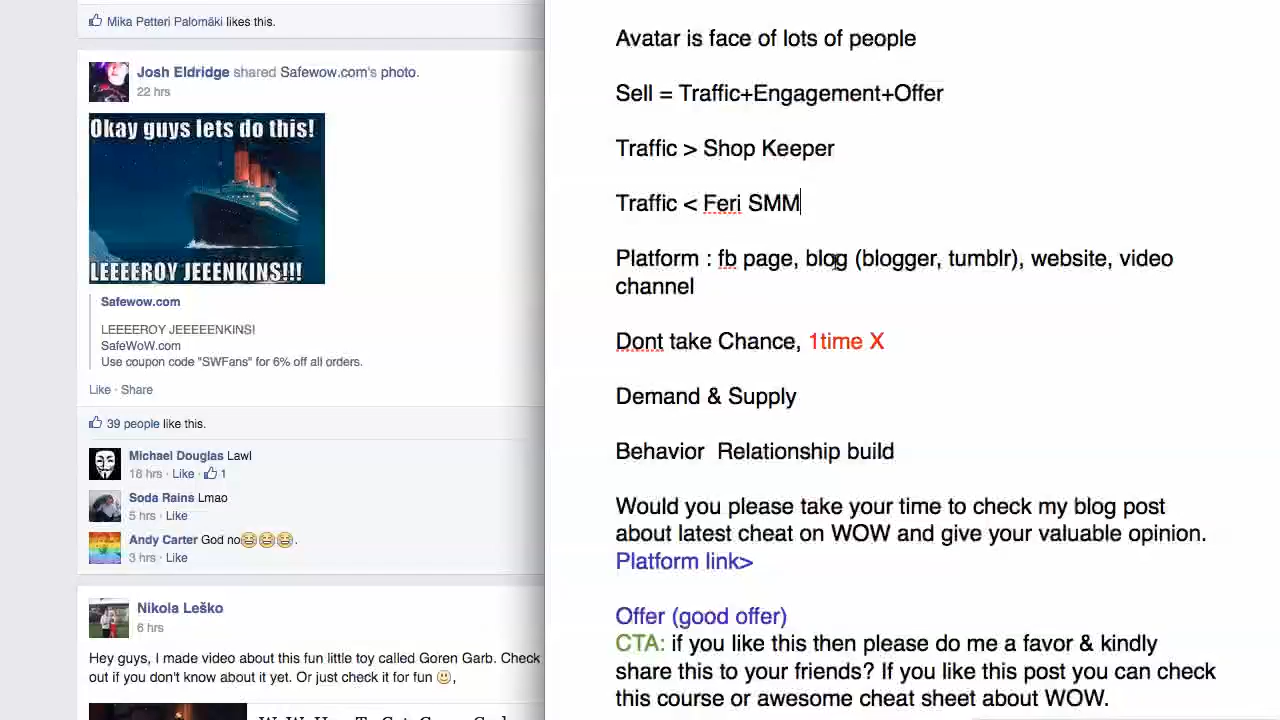 Mika Petteri Palomäki likes this.
Josh Eldridge shared Safewow.com's photo.
22 hrs
Okay guys lets do this!
LEEEEROY JEEENKINS!!!
Safewow.com
LEEEEROY JEEEEENKINS!
SafeWoW.com
Use coupon code "SWFans" for 6% off all orders.
Like · Share
39 people like this.
Michael Douglas Lawl
18 hrs · Like · 1
Soda Rains Lmao
5 hrs · Like
Andy Carter God no😂😂😂.
3 hrs · Like
Nikola Leško
6 hrs
Hey guys, I made video about this fun little toy called Goren Garb. Check
out if you don't know about it yet. Or just check it for fun 😃,
Avatar is face of lots of people
Sell = Traffic+Engagement+Offer
Traffic > Shop Keeper
Traffic < Feri SMM
Platform : fb page, blog (blogger, tumblr), website, video
channel
Dont take Chance, 1time X
Demand & Supply
Behavior  Relationship build
Would you please take your time to check my blog post
about latest cheat on WOW and give your valuable opinion.
Platform link>
Offer (good offer)
CTA: if you like this then please do me a favor & kindly
share this to your friends? If you like this post you can check
this course or awesome cheat sheet about WOW.